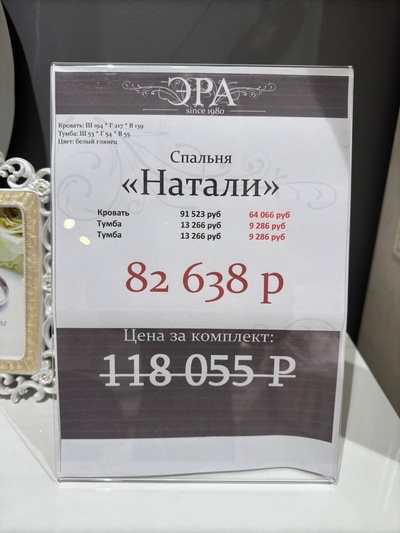 ЭРА
since 1980
Кровать: Ш 194 * Г 217 * В 139
Тумба: Ш 53 * Г 54 * В 55
Цвет: белый глянец
Спальня
«Натали»
Кровать 91 523 руб 64 066 руб
Тумба 13 266 руб 9 286 руб
Тумба 13 266 руб 9 286 руб
82 638 р
Цена за комплект:
118 055 ₽